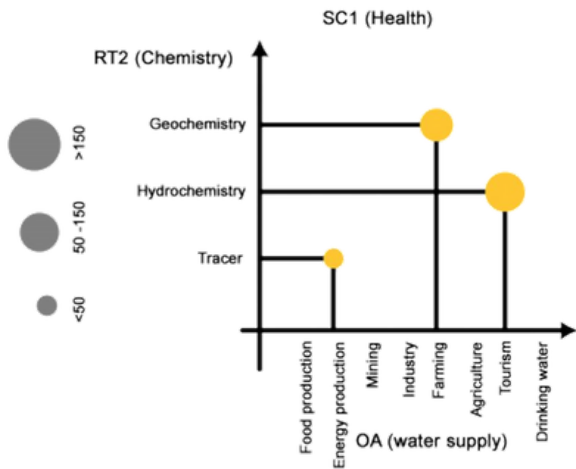 SC1 (Health)
RT2 (Chemistry)
Geochemistry
Hydrochemistry
Tracer
>150
50 -150
<50
Food production
Energy production
Mining
Industry
Farming
Agriculture
Tourism
Drinking water
OA (water supply)